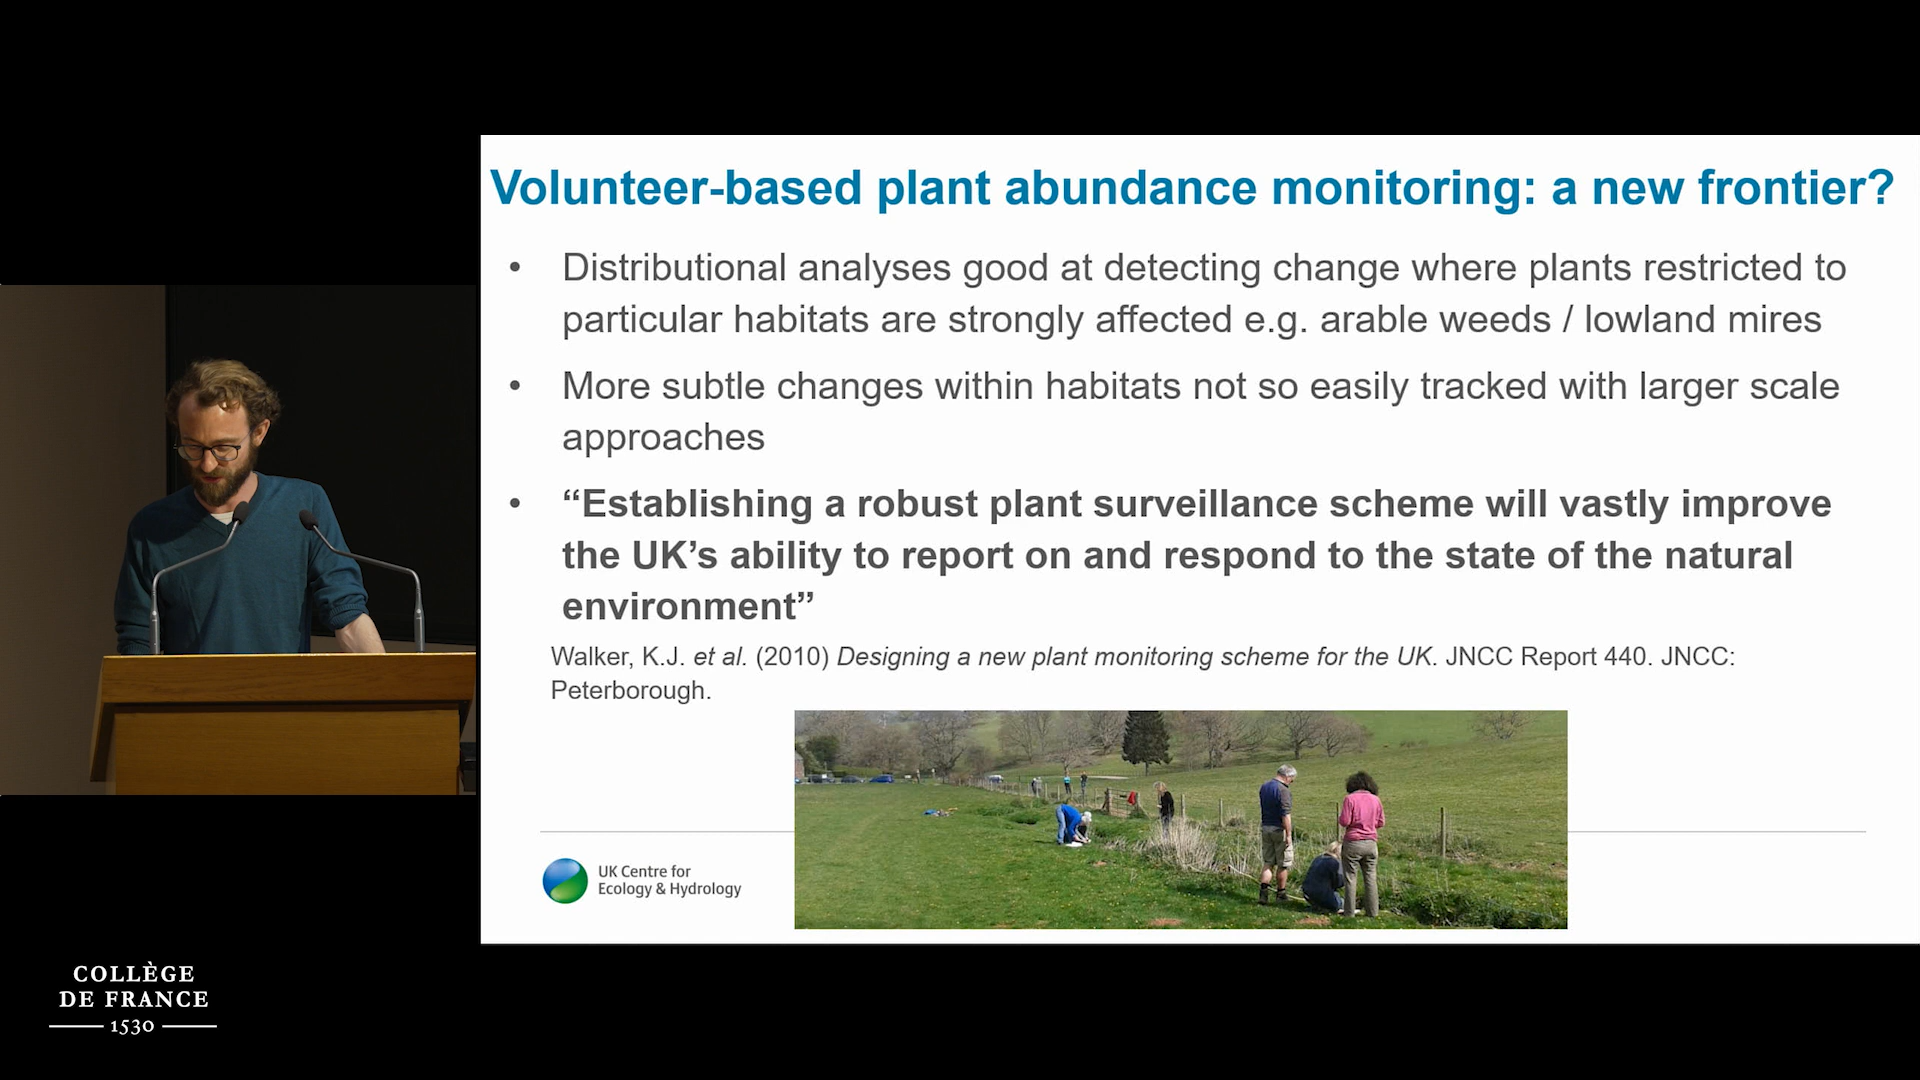 Volunteer-based plant abundance monitoring: a new frontier?
• Distributional analyses good at detecting change where plants restricted to
particular habitats are strongly affected e.g. arable weeds / lowland mires
• More subtle changes within habitats not so easily tracked with larger scale
approaches
• “Establishing a robust plant surveillance scheme will vastly improve
the UK’s ability to report on and respond to the state of the natural
environment”
Walker, K.J. et al. (2010) Designing a new plant monitoring scheme for the UK. JNCC Report 440. JNCC:
Peterborough.
UK Centre for
Ecology & Hydrology
COLLÈGE
DE FRANCE
1530